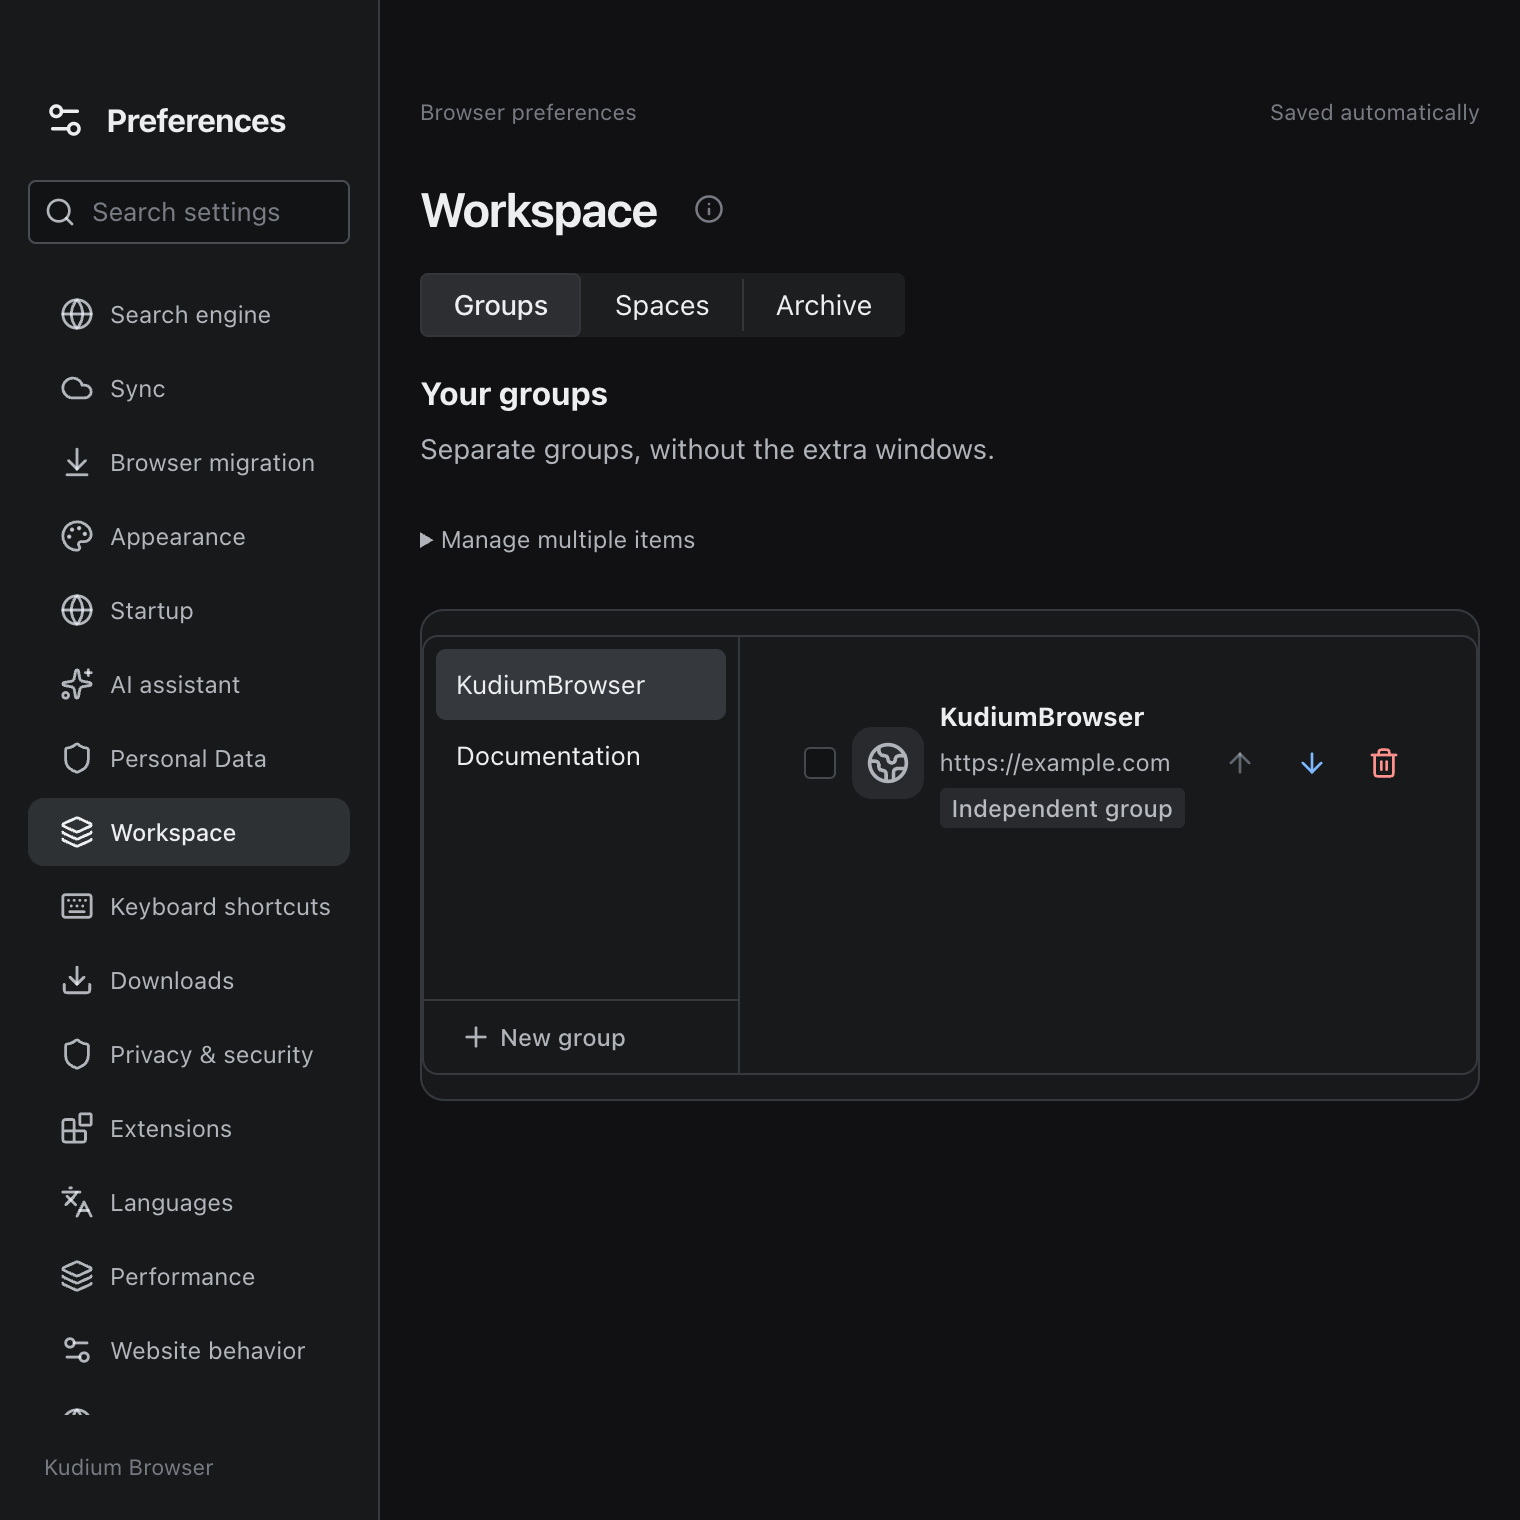 Preferences
Search settings
Search engine
Sync
Browser migration
Appearance
Startup
AI assistant
Personal Data
Workspace
Keyboard shortcuts
Downloads
Privacy & security
Extensions
Languages
Performance
Website behavior
Kudium Browser
Browser preferences
Saved automatically
Workspace
Groups
Spaces
Archive
Your groups
Separate groups, without the extra windows.
Manage multiple items
KudiumBrowser
Documentation
New group
KudiumBrowser
https://example.com
Independent group